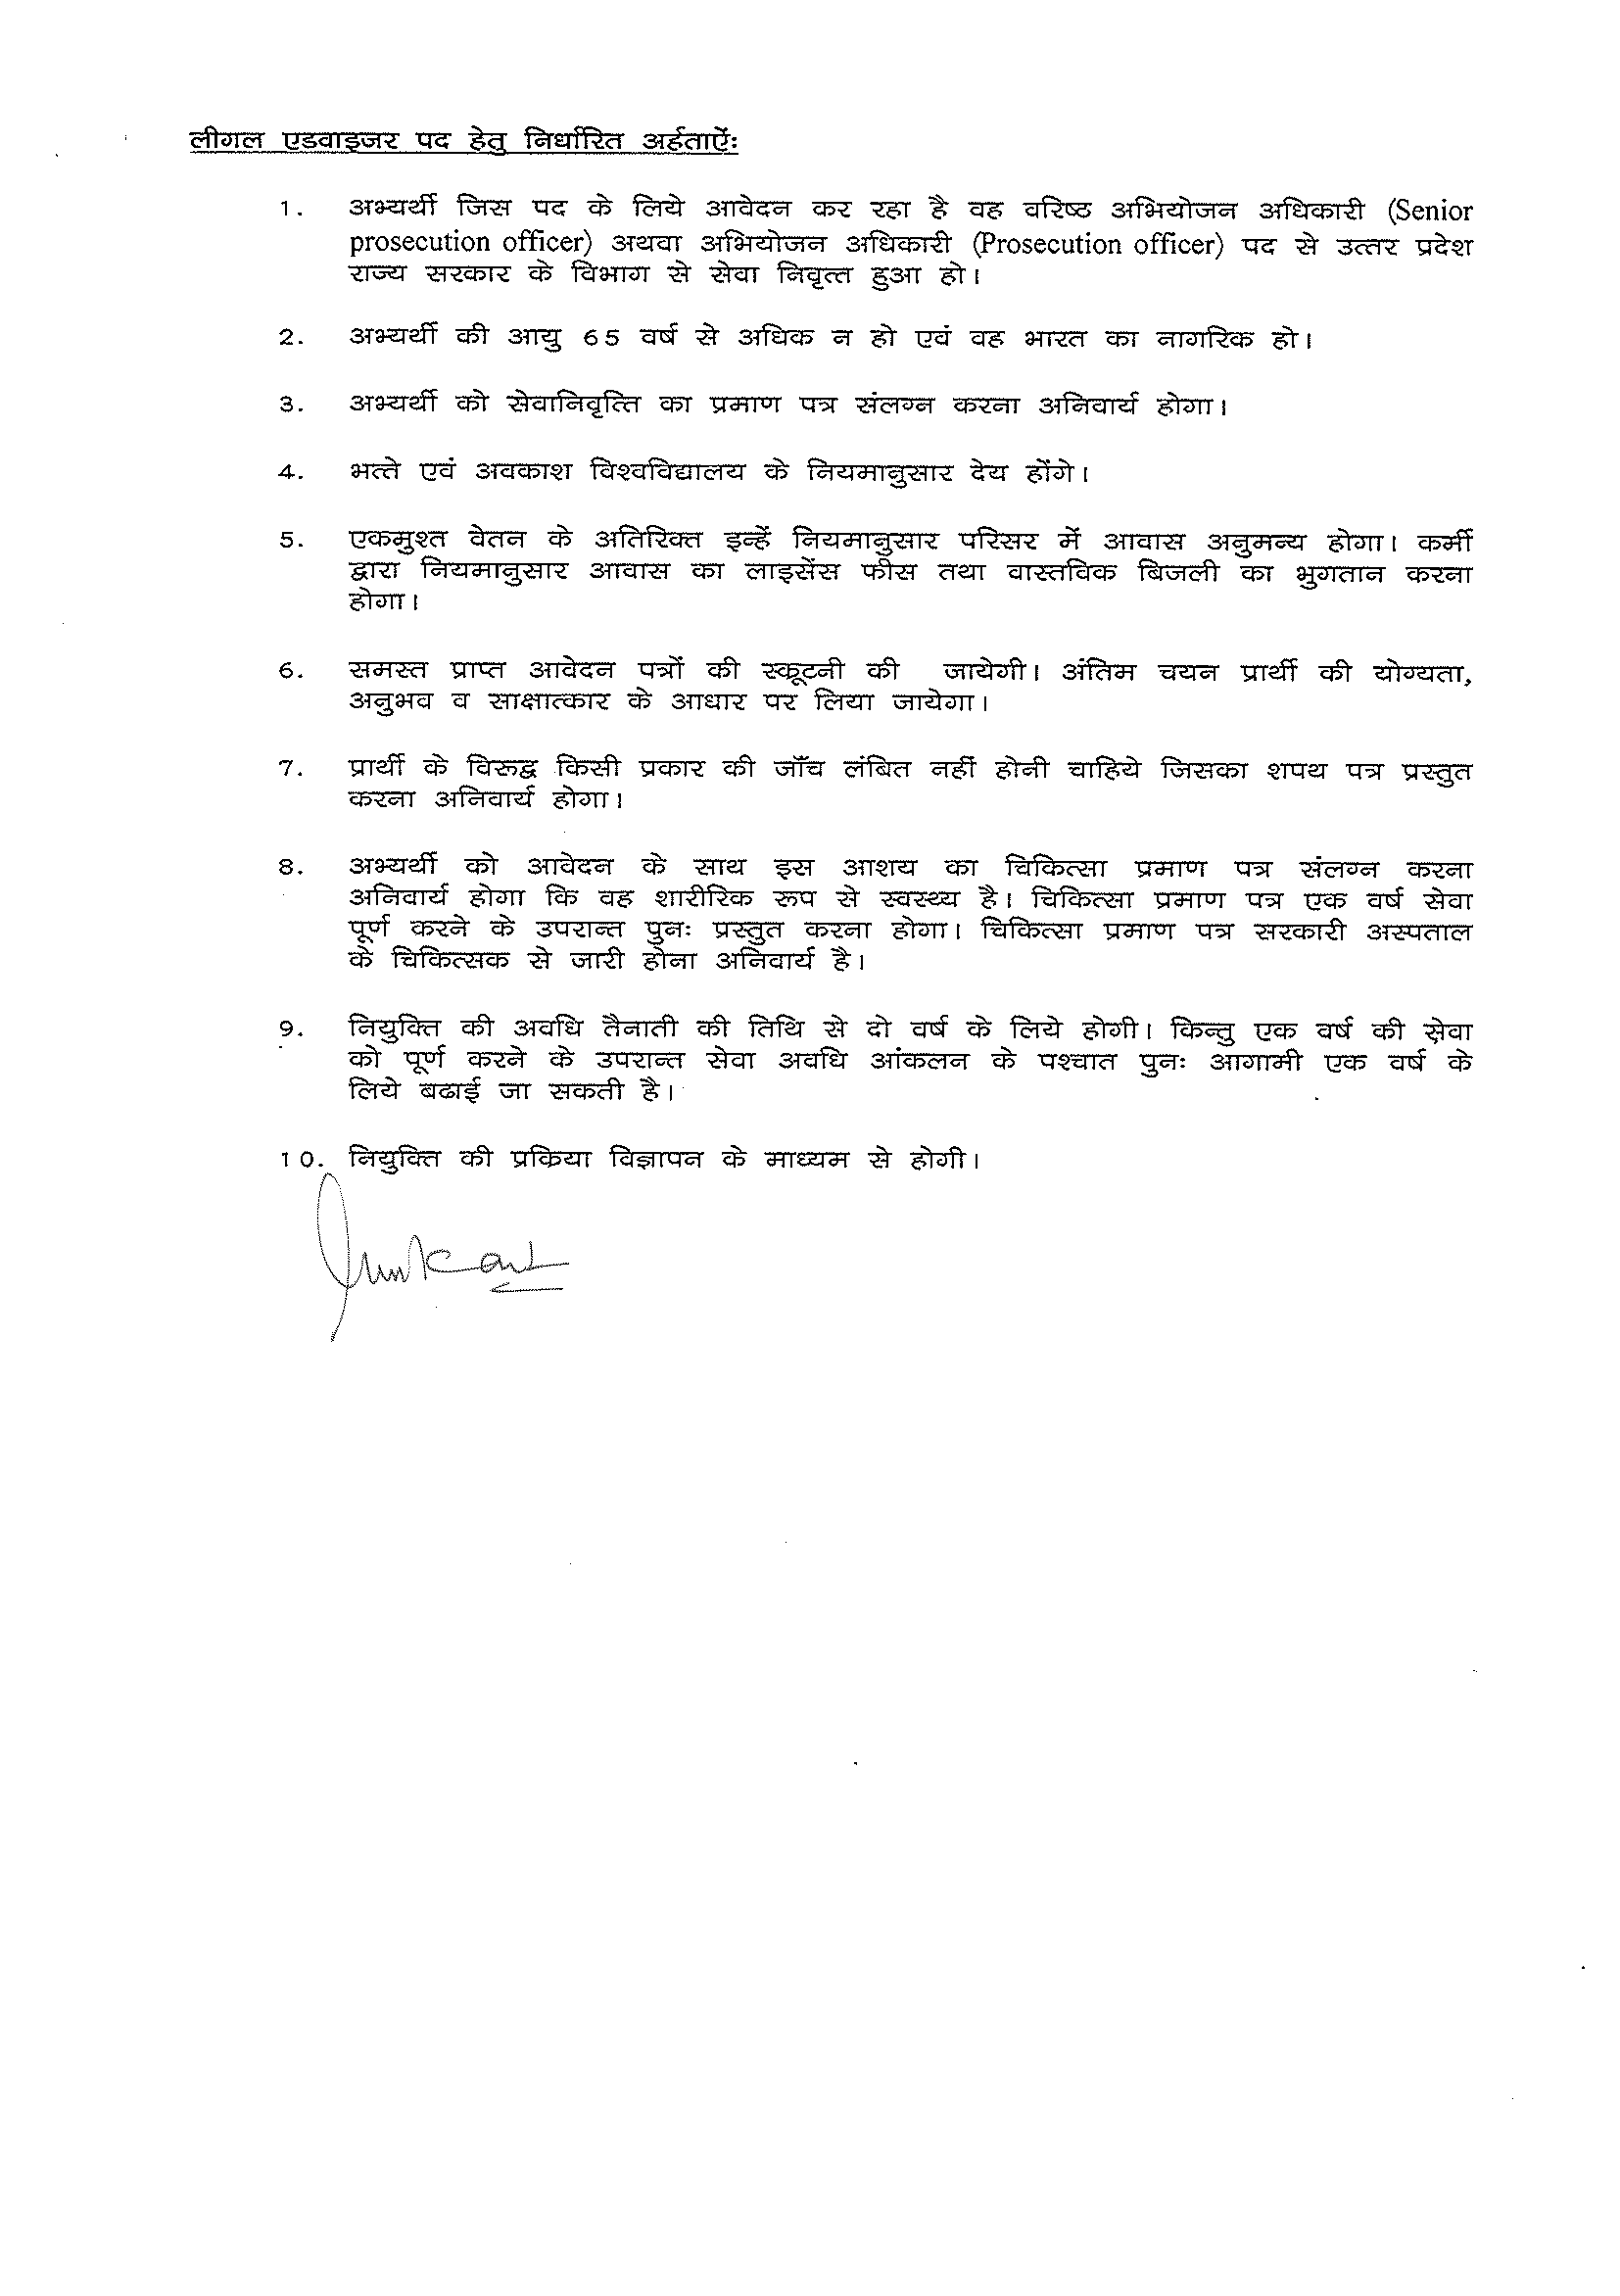 लीगल एडवाइजर पद हेतु निर्धारित अर्हताऐंः
1. अभ्यर्थी जिस पद के लिये आवेदन कर रहा है वह वरिष्ठ अभियोजन अधिकारी (Senior
prosecution officer) अथवा अभियोजन अधिकारी (Prosecution officer) पद से उत्तर प्रदेश
राज्य सरकार के विभाग से सेवा निवृत्त हुआ हो।
2. अभ्यर्थी की आयु 65 वर्ष से अधिक न हो एवं वह भारत का नागरिक हो।
3. अभ्यर्थी को सेवानिवृत्ति का प्रमाण पत्र संलग्न करना अनिवार्य होगा।
4. भत्ते एवं अवकाश विश्वविद्यालय के नियमानुसार देय होंगे।
5. एकमुश्त वेतन के अतिरिक्त इन्हें नियमानुसार परिसर में आवास अनुमन्य होगा। कर्मी
द्वारा नियमानुसार आवास का लाइसेंस फीस तथा वास्तविक बिजली का भुगतान करना
होगा।
6. समस्त प्राप्त आवेदन पत्रों की स्कूटनी की जायेगी। अंतिम चयन प्रार्थी की योग्यता,
अनुभव व साक्षात्कार के आधार पर लिया जायेगा।
7. प्रार्थी के विरूद्व किसी प्रकार की जाँच लंबित नहीं होनी चाहिये जिसका शपथ पत्र प्रस्तुत
करना अनिवार्य होगा।
8. अभ्यर्थी को आवेदन के साथ इस आशय का चिकित्सा प्रमाण पत्र संलग्न करना
अनिवार्य होगा कि वह शारीरिक रूप से स्वस्थ्य है। चिकित्सा प्रमाण पत्र एक वर्ष सेवा
पूर्ण करने के उपरान्त पुनः प्रस्तुत करना होगा। चिकित्सा प्रमाण पत्र सरकारी अस्पताल
के चिकित्सक से जारी होना अनिवार्य है।
9. नियुक्ति की अवधि तैनाती की तिथि से दो वर्ष के लिये होगी। किन्तु एक वर्ष की सेवा
को पूर्ण करने के उपरान्त सेवा अवधि आंकलन के पश्चात पुनः आगामी एक वर्ष के
लिये बढाई जा सकती है।
10. नियुक्ति की प्रकिया विज्ञापन के माध्यम से होगी।